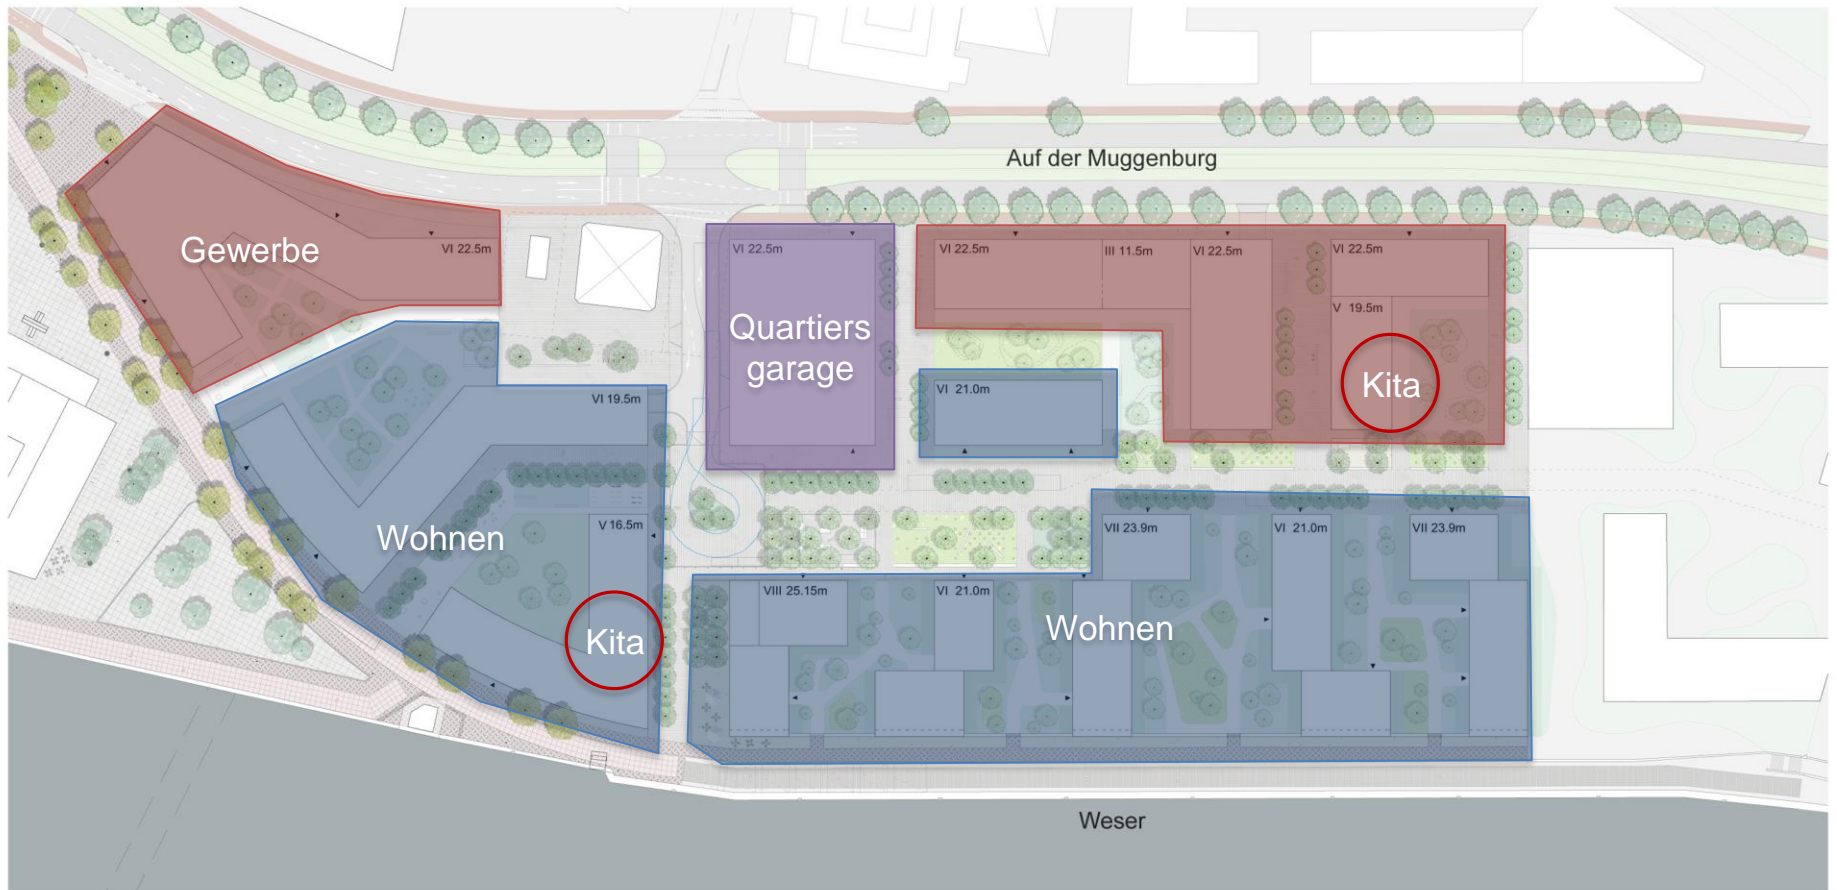 Auf der Muggenburg
Gewerbe
VI 22.5m
VI 22.5m
VI 22.5m
III 11.5m
VI 22.5m
VI 22.5m
V 19.5m
Quartiers
garage
Kita
VI 21.0m
VI 19.5m
Wohnen
V 16.5m
Kita
VII 23.9m
VI 21.0m
VII 23.9m
VIII 25.15m
VI 21.0m
Wohnen
Weser